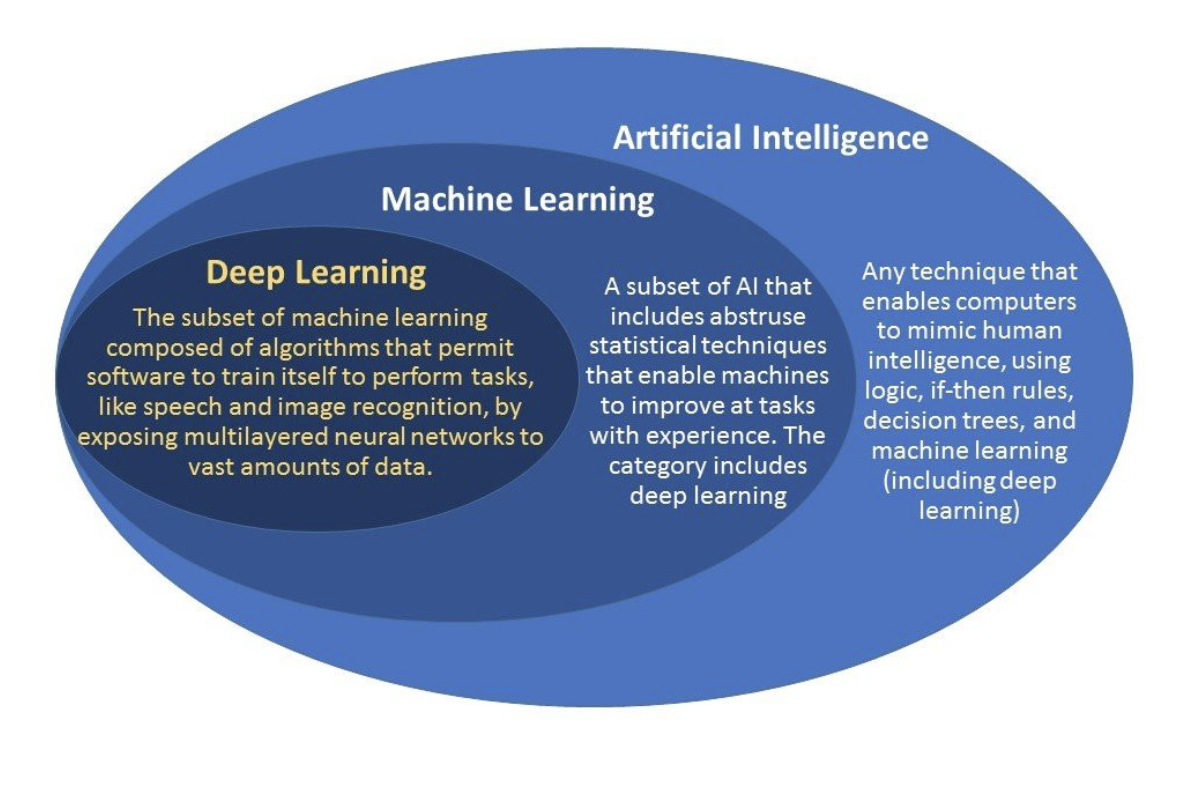 Artificial Intelligence
Machine Learning
Deep Learning
The subset of machine learning
composed of algorithms that permit
software to train itself to perform tasks,
like speech and image recognition, by
exposing multilayered neural networks to
vast amounts of data.
A subset of AI that
includes abstruse
statistical techniques
that enable machines
to improve at tasks
with experience. The
category includes
deep learning
Any technique that
enables computers
to mimic human
intelligence, using
logic, if-then rules,
decision trees, and
machine learning
(including deep
learning)